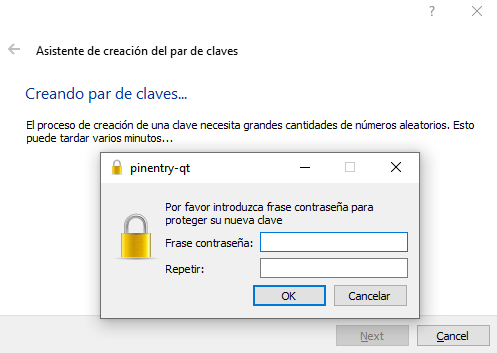 Asistente de creación del par de claves
Creando par de claves...
El proceso de creación de una clave necesita grandes cantidades de números aleatorios. Esto
puede tardar varios minutos...
pinentry-qt
Por favor introduzca frase contraseña para
proteger su nueva clave
Frase contraseña:
Repetir:
OK Cancelar
Next Cancel